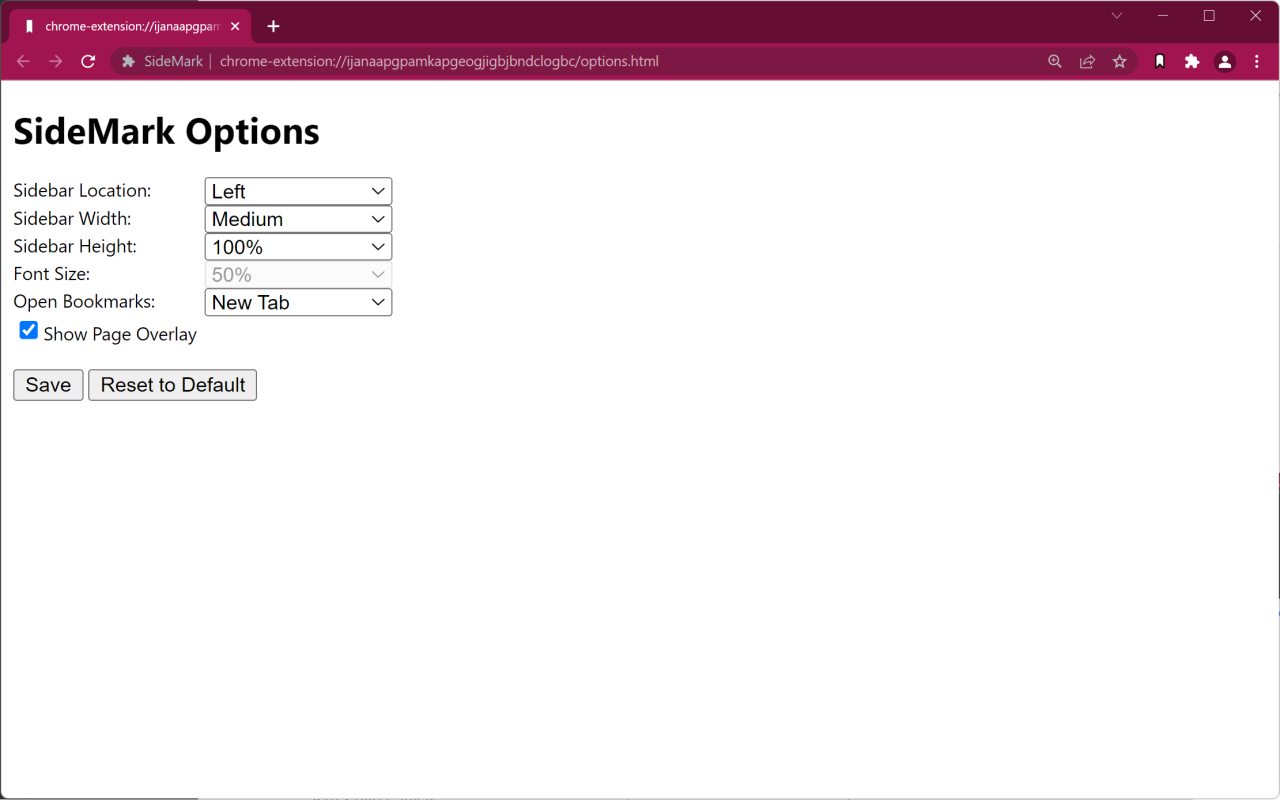 chrome-extension://ijanaapgpam
SideMark | chrome-extension://ijanaapgpamkapgeogjigbjbndclogbc/options.html
SideMark Options
Sidebar Location: Left
Sidebar Width: Medium
Sidebar Height: 100%
Font Size: 50%
Open Bookmarks: New Tab
Show Page Overlay
Save Reset to Default